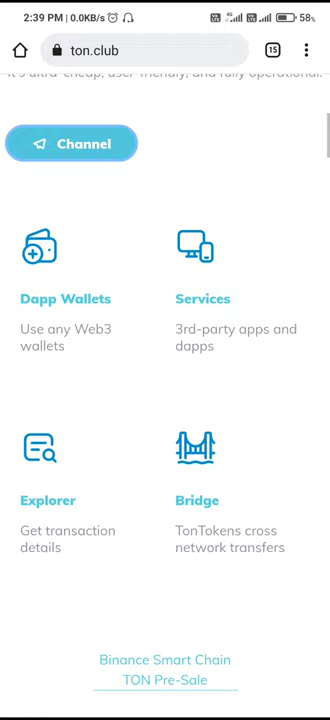 2:39 PM | 0.0KB/s
4G
58%
ton.club
15
It's ultra-cheap, user-friendly, and fully operational.
Channel
Dapp Wallets
Services
Use any Web3
wallets
3rd-party apps and
dapps
Explorer
Bridge
Get transaction
details
TonTokens cross
network transfers
Binance Smart Chain
TON Pre-Sale